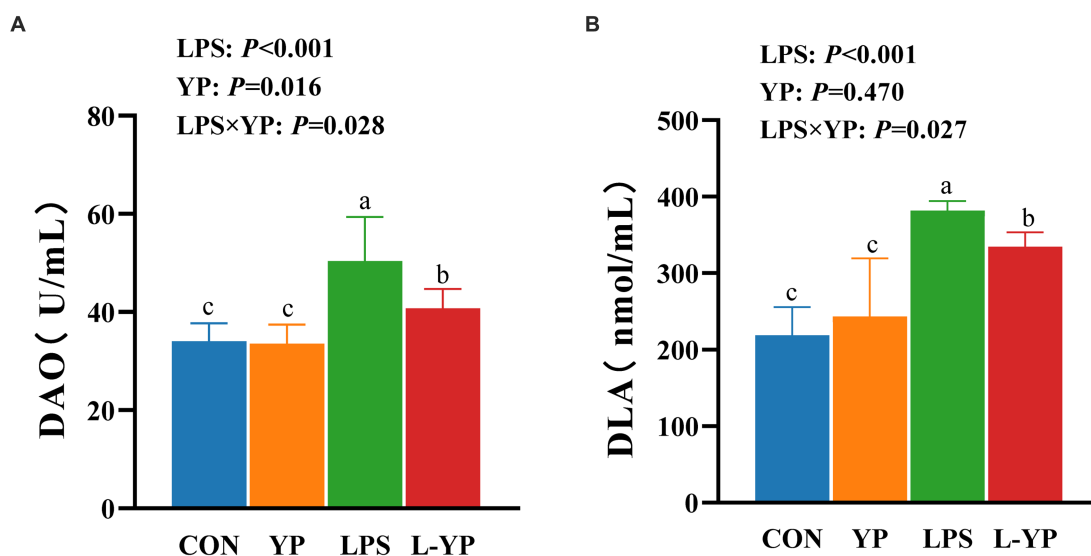 A
LPS: P<0.001
YP: P=0.016
LPS×YP: P=0.028
DAO( U/mL)
80
60
40
20
0
c
c
a
b
CON YP LPS L-YP
B
LPS: P<0.001
YP: P=0.470
LPS×YP: P=0.027
DLA( nmol/mL)
500
400
300
200
100
0
c
c
a
b
CON YP LPS L-YP